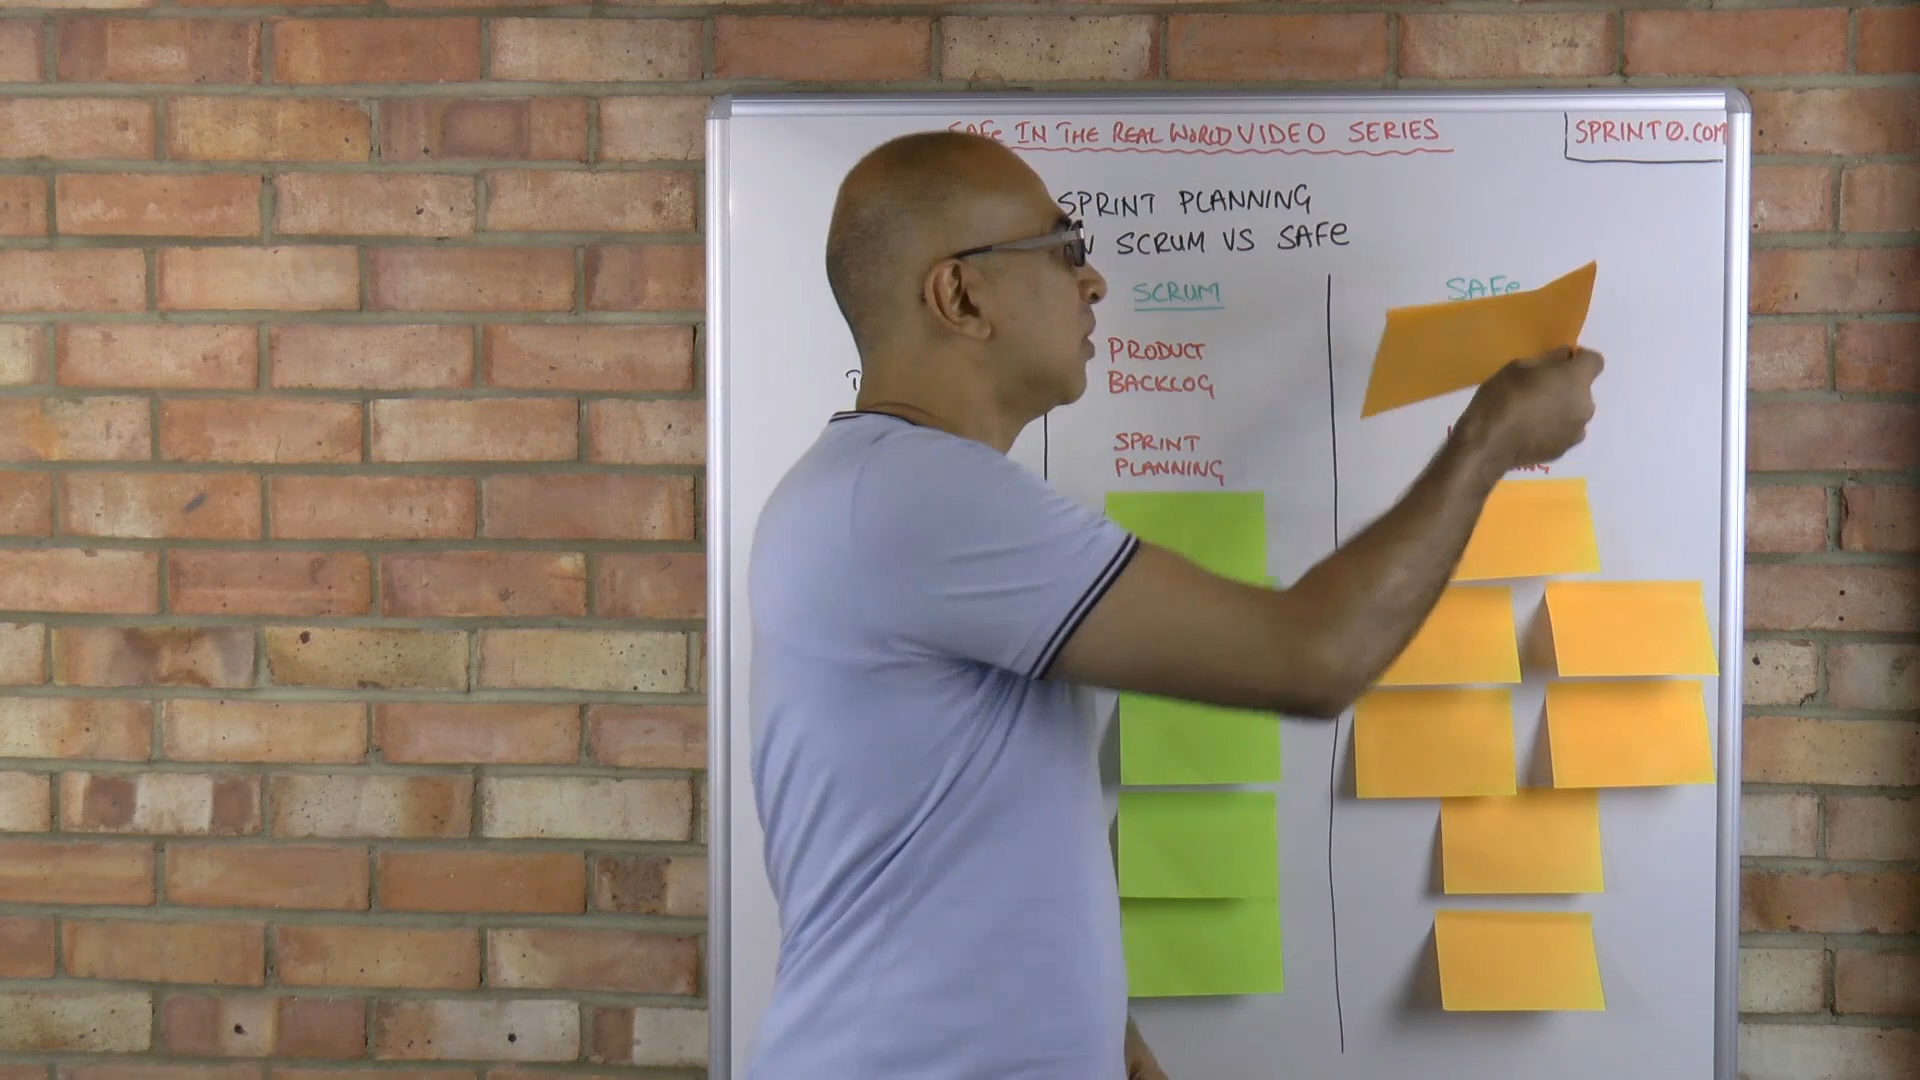 SAFe IN THE REAL WORLD VIDEO SERIES
SPRINT0.COM
SPRINT PLANNING
SCRUM VS SAFe
SCRUM
SAFe
PRODUCT
BACKLOG
SPRINT
PLANNING